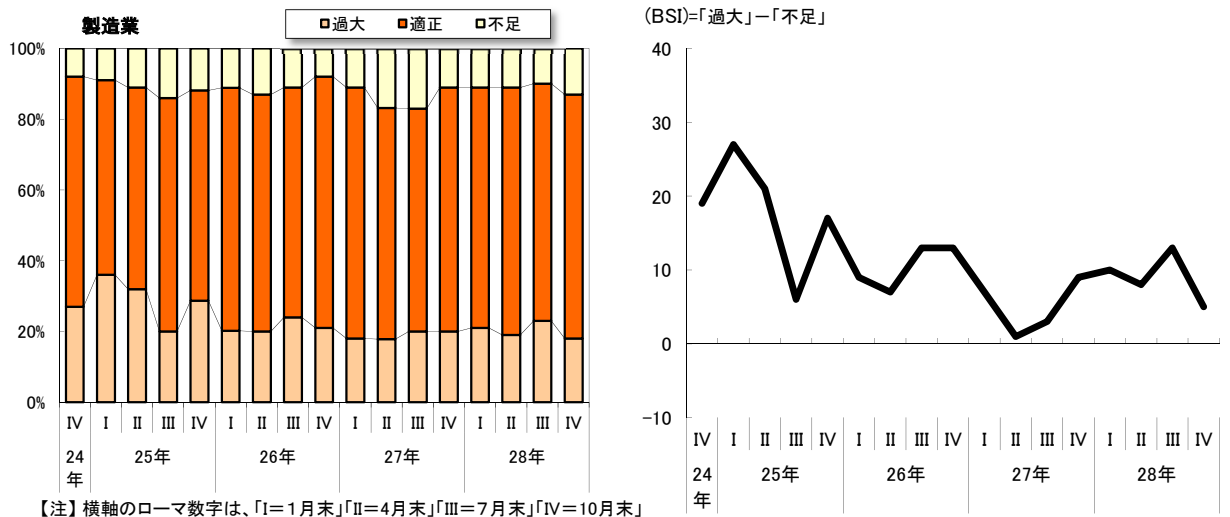 製造業
過大 適正 不足
100%
80%
60%
40%
20%
0%
IV I II III IV I II III IV I II III IV I II III IV
24年 25年 26年 27年 28年
(BSI)=「過大」－「不足」
40
30
20
10
0
-10
IV I II III IV I II III IV I II III IV I II III IV
24年 25年 26年 27年 28年
【注】 横軸のローマ数字は、「I＝１月末」「II＝４月末」「III＝７月末」「IV＝10月末」